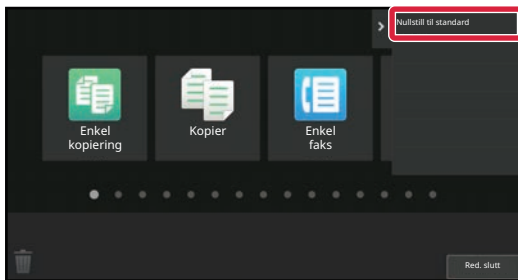 Nullstill til standard
Enkel
kopiering
Kopier
Enkel
faks
Red. slutt